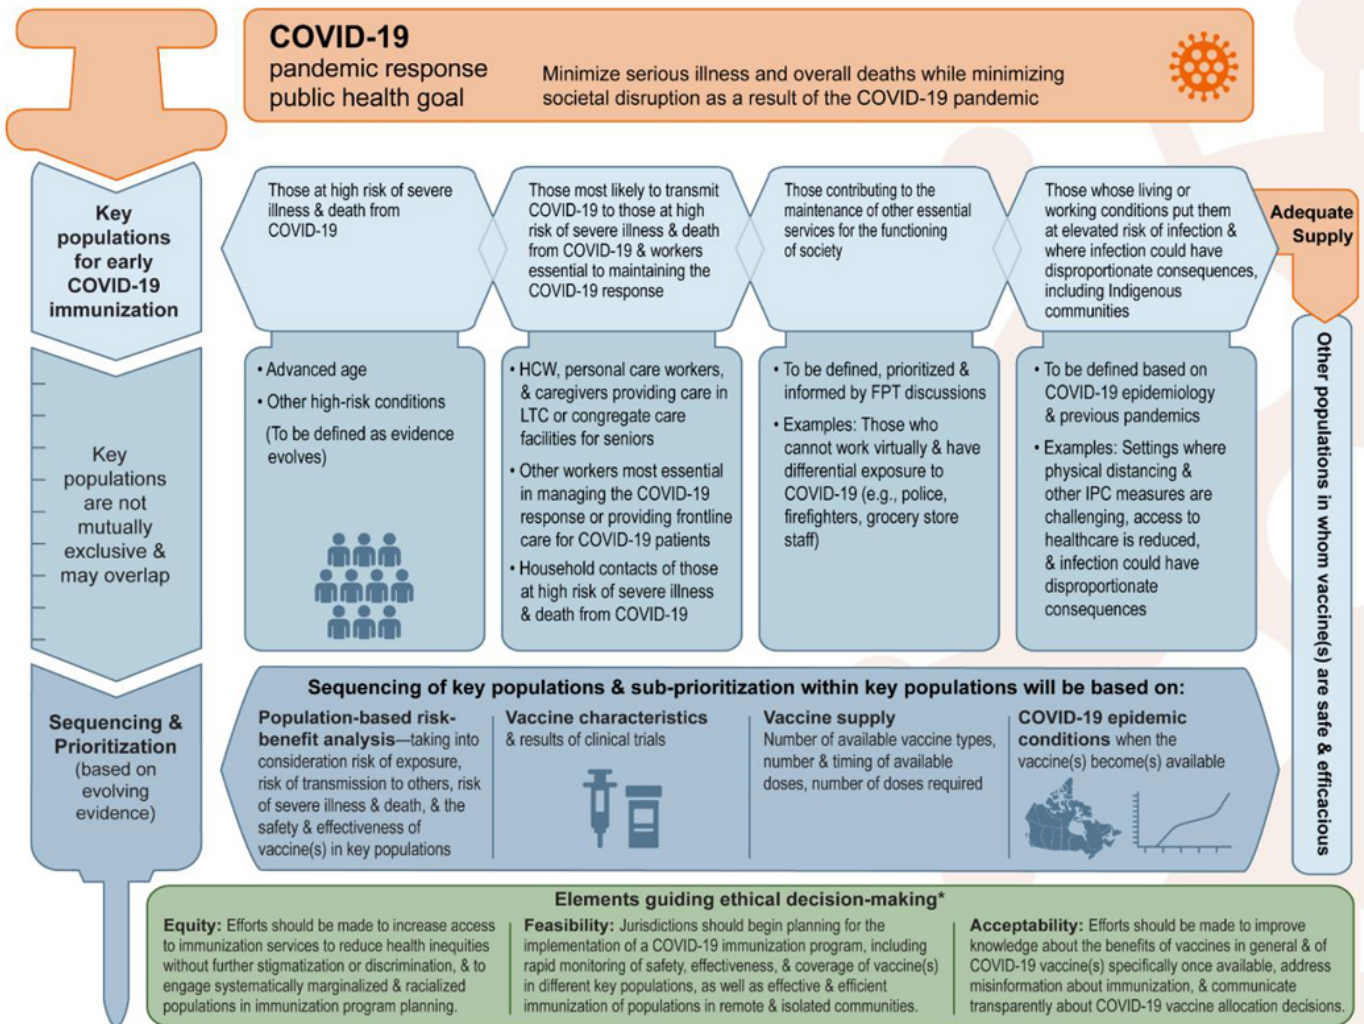 COVID-19
pandemic response
public health goal
Minimize serious illness and overall deaths while minimizing
societal disruption as a result of the COVID-19 pandemic
Key
populations
for early
COVID-19
immunization
Those at high risk of severe
illness & death from
COVID-19
Those most likely to transmit
COVID-19 to those at high
risk of severe illness & death
from COVID-19 & workers
essential to maintaining the
COVID-19 response
Those contributing to the
maintenance of other essential
services for the functioning
of society
Those whose living or
working conditions put them
at elevated risk of infection &
where infection could have
disproportionate consequences,
including Indigenous
communities
Adequate
Supply
Key
populations
are not
mutually
exclusive &
may overlap
• Advanced age
• Other high-risk conditions
(To be defined as evidence
evolves)
• HCW, personal care workers,
& caregivers providing care in
LTC or congregate care
facilities for seniors
• Other workers most essential
in managing the COVID-19
response or providing frontline
care for COVID-19 patients
• Household contacts of those
at high risk of severe illness
& death from COVID-19
• To be defined, prioritized &
informed by FPT discussions
• Examples: Those who
cannot work virtually & have
differential exposure to
COVID-19 (e.g., police,
firefighters, grocery store
staff)
• To be defined based on
COVID-19 epidemiology
& previous pandemics
• Examples: Settings where
physical distancing &
other IPC measures are
challenging, access to
healthcare is reduced,
& infection could have
disproportionate
consequences
Other populations in whom vaccine(s) are safe & efficacious
Sequencing &
Prioritization
(based on
evolving
evidence)
Sequencing of key populations & sub-prioritization within key populations will be based on:
Population-based risk-
benefit analysis—taking into
consideration risk of exposure,
risk of transmission to others, risk
of severe illness & death, & the
safety & effectiveness of
vaccine(s) in key populations
Vaccine characteristics
& results of clinical trials
Vaccine supply
Number of available vaccine types,
number & timing of available
doses, number of doses required
COVID-19 epidemic
conditions when the
vaccine(s) become(s) available
Elements guiding ethical decision-making*
Equity: Efforts should be made to increase access
to immunization services to reduce health inequities
without further stigmatization or discrimination, & to
engage systematically marginalized & racialized
populations in immunization program planning.
Feasibility: Jurisdictions should begin planning for the
implementation of a COVID-19 immunization program, including
rapid monitoring of safety, effectiveness, & coverage of vaccine(s)
in different key populations, as well as effective & efficient
immunization of populations in remote & isolated communities.
Acceptability: Efforts should be made to improve
knowledge about the benefits of vaccines in general & of
COVID-19 vaccine(s) specifically once available, address
misinformation about immunization, & communicate
transparently about COVID-19 vaccine allocation decisions.